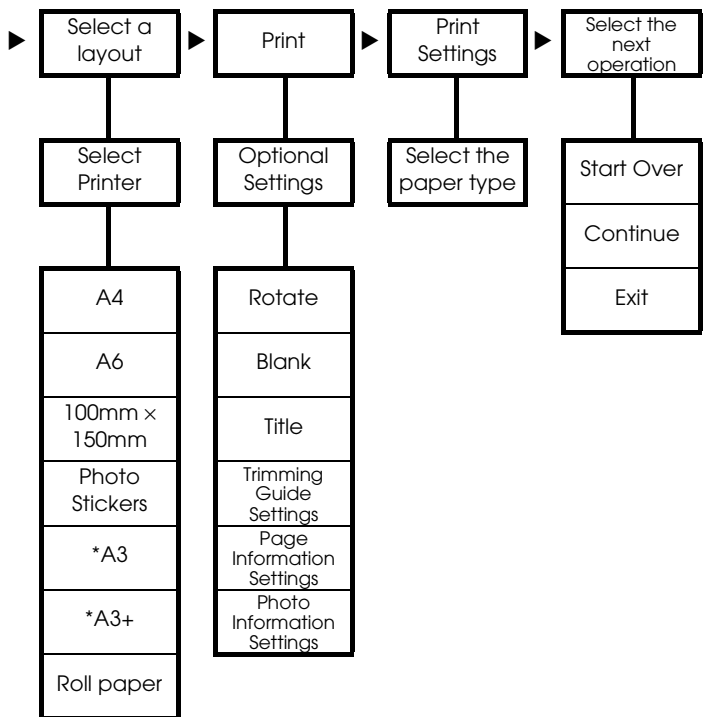 Select a
layout
Print
Print
Settings
Select the
next
operation
Select
Printer
Optional
Settings
Select the
paper type
Start Over
Continue
Exit
A4
A6
100mm ×
150mm
Photo
Stickers
*A3
*A3+
Roll paper
Rotate
Blank
Title
Trimming
Guide
Settings
Page
Information
Settings
Photo
Information
Settings